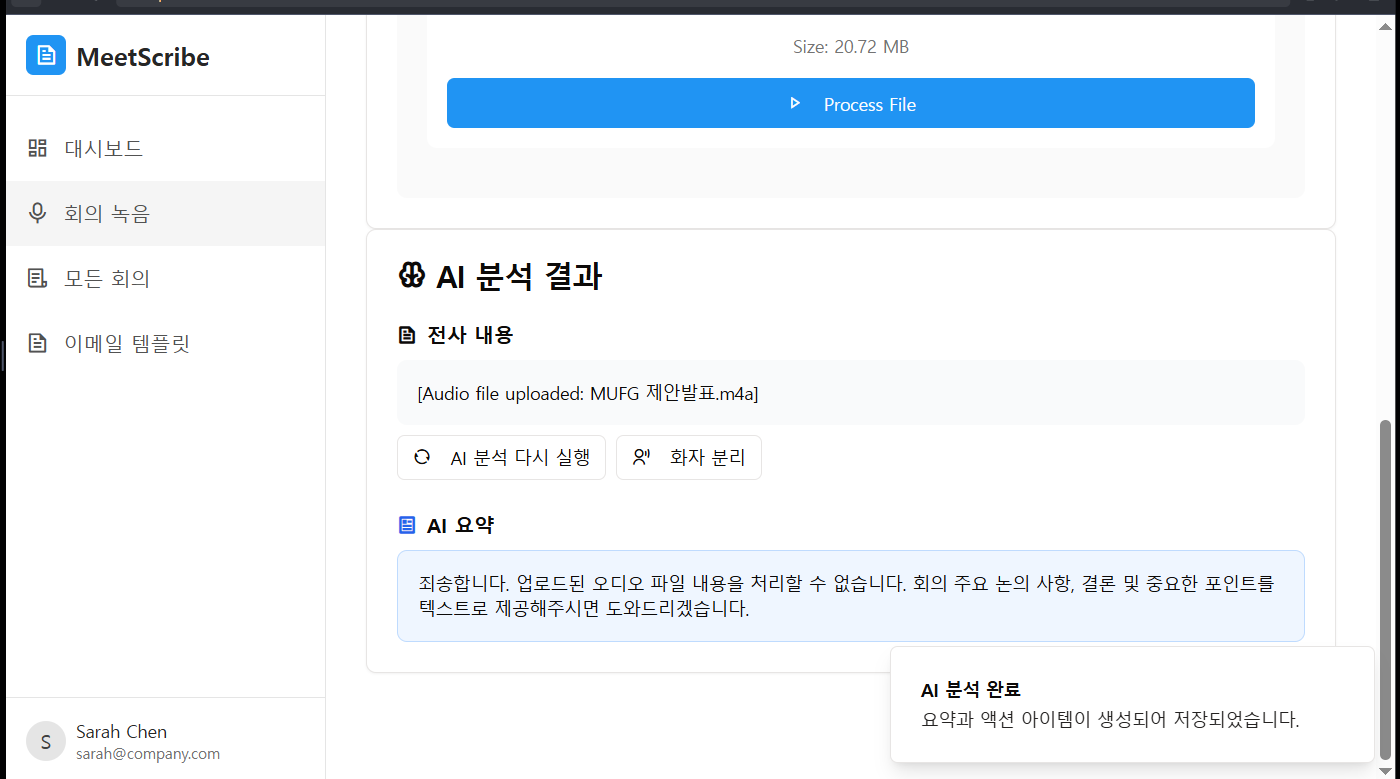 MeetScribe
대시보드
회의 녹음
모든 회의
이메일 템플릿
S
Sarah Chen
sarah@company.com
Size: 20.72 MB
Process File
AI 분석 결과
전사 내용
[Audio file uploaded: MUFG 제안발표.m4a]
AI 분석 다시 실행
화자 분리
AI 요약
죄송합니다. 업로드된 오디오 파일 내용을 처리할 수 없습니다. 회의 주요 논의 사항, 결론 및 중요한 포인트를
텍스트로 제공해주시면 도와드리겠습니다.
AI 분석 완료
요약과 액션 아이템이 생성되어 저장되었습니다.